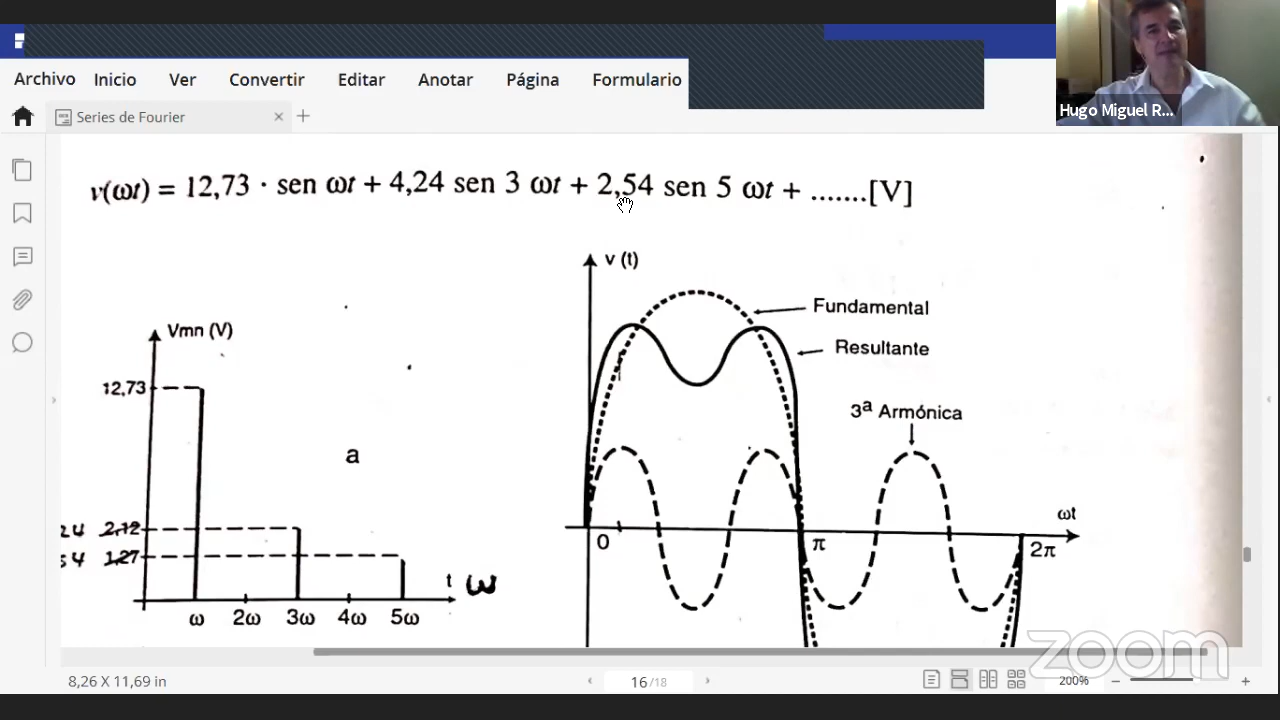 Archivo Inicio Ver Convertir Editar Anotar Página Formulario
Hugo Miguel R...
Series de Fourier
v(ωt) = 12,73 · sen ωt + 4,24 sen 3 ωt + 2,54 sen 5 ωt + .......[V]
v (t)
Fundamental
Resultante
3ª Armónica
ωt
0
π
2π
Vmn (V)
12,73
a
24 2,12
54 1,27
t ω
ω 2ω 3ω 4ω 5ω
zoom
8,26 X 11,69 in
16 /18
200%